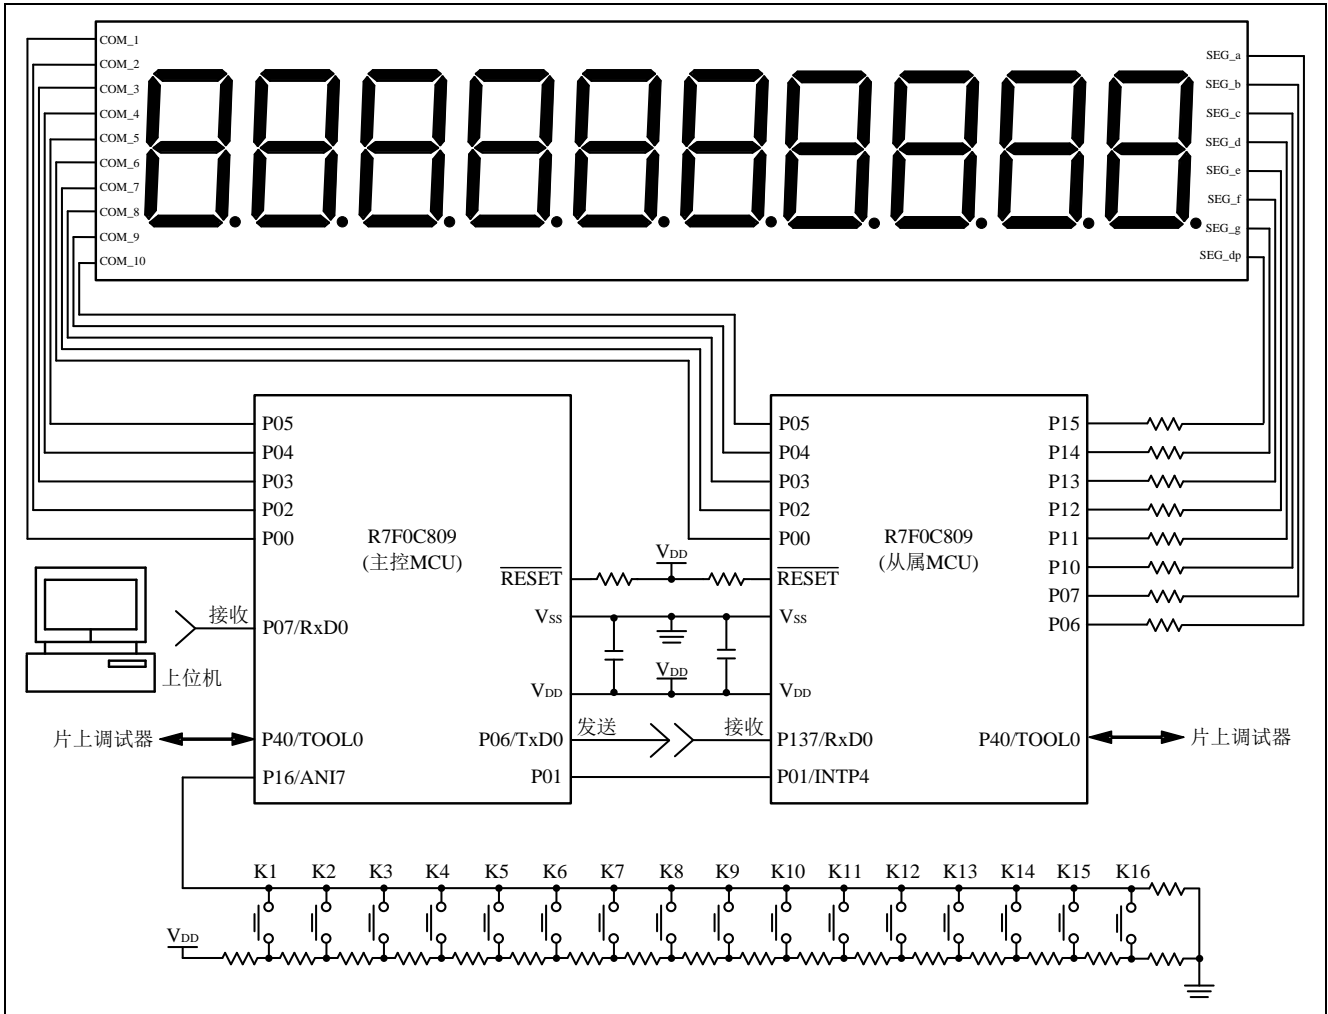 COM_1
COM_2
COM_3
COM_4
COM_5
COM_6
COM_7
COM_8
COM_9
COM_10
SEG_a
SEG_b
SEG_c
SEG_d
SEG_e
SEG_f
SEG_g
SEG_dp
P05
P04
P03
P02
P00
R7F0C809
(主控MCU)
RESET
VSS
VDD
P07/RxD0
P40/TOOL0
P16/ANI7
P06/TxD0
P01
接收
上位机
片上调试器
VDD
VDD
发送
接收
P05
P04
P03
P02
P00
R7F0C809
(从属MCU)
RESET
VSS
VDD
P137/RxD0
P01/INTP4
P15
P14
P13
P12
P11
P10
P07
P06
P40/TOOL0
片上调试器
K1 K2 K3 K4 K5 K6 K7 K8 K9 K10 K11 K12 K13 K14 K15 K16
VDD